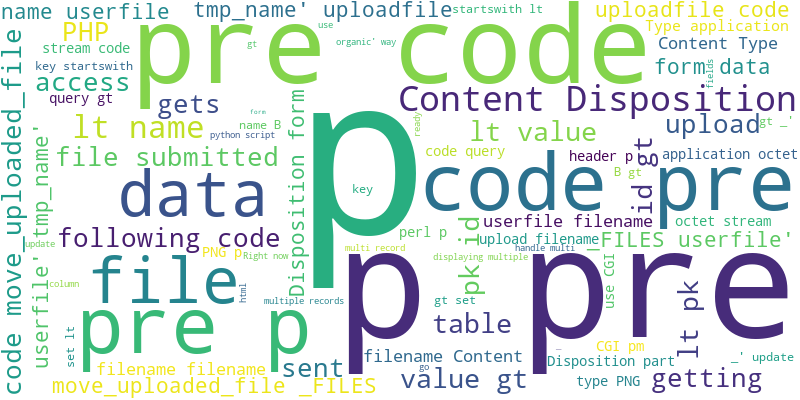 name userfile
tmp_name' uploadfile
startswith lt
uploadfile code
PHP
pre
code
use
Type application
stream code
gt
organic' way
Content Type
key startswith
access
form data
fields
query gt
gets
Content Disposition
code move_uploaded_file
lt name
python script
name B
form
p
ready
lt value
upload
gt _'
tmp_name'
file submitted
Disposition form
code query
header p
id gt
application octet
data
key
code
pre
B gt
userfile filename
octet stream
following code
perl p
pk id
upload filename
_FILES userfile'
update
PNG p
Right now
multi record
handle multi
displaying multiple
userfile'
file
p
pre
use CGI
lt pk
column
html
multiple records
gt set
pre
p
table
set lt
sent
filename Content
CGI pm
_
_' update
filename filename
go
Disposition part
move_uploaded_file _FILES
value gt
type PNG
getting